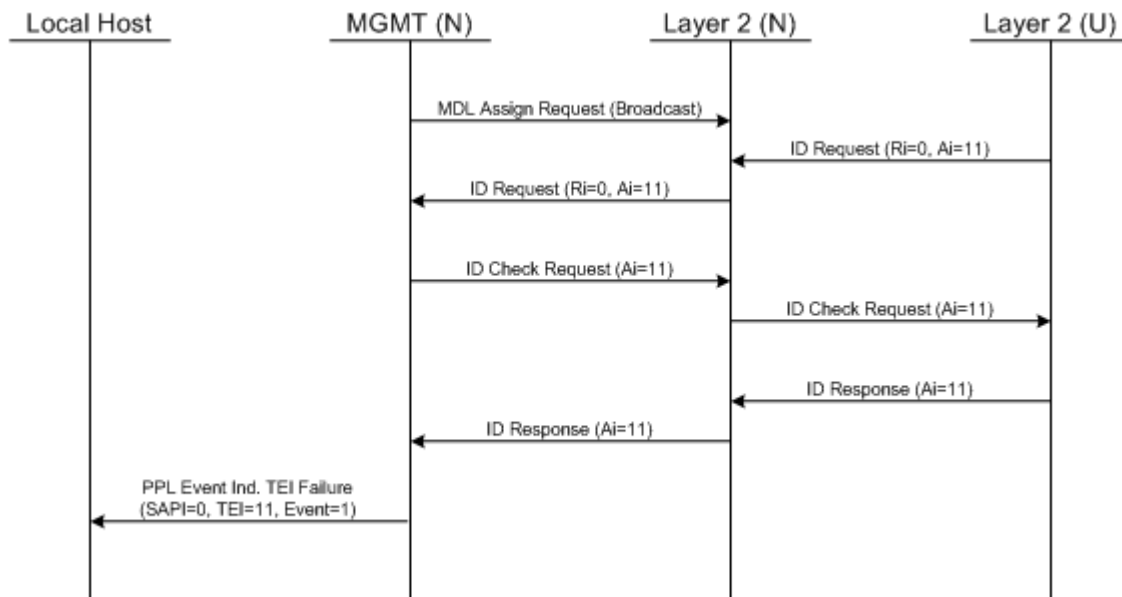 Local Host
MGMT (N)
Layer 2 (N)
Layer 2 (U)
MDL Assign Request (Broadcast)
ID Request (Ri=0, Ai=11)
ID Request (Ri=0, Ai=11)
ID Check Request (Ai=11)
ID Check Request (Ai=11)
ID Response (Ai=11)
ID Response (Ai=11)
PPL Event Ind. TEI Failure
(SAPI=0, TEI=11, Event=1)